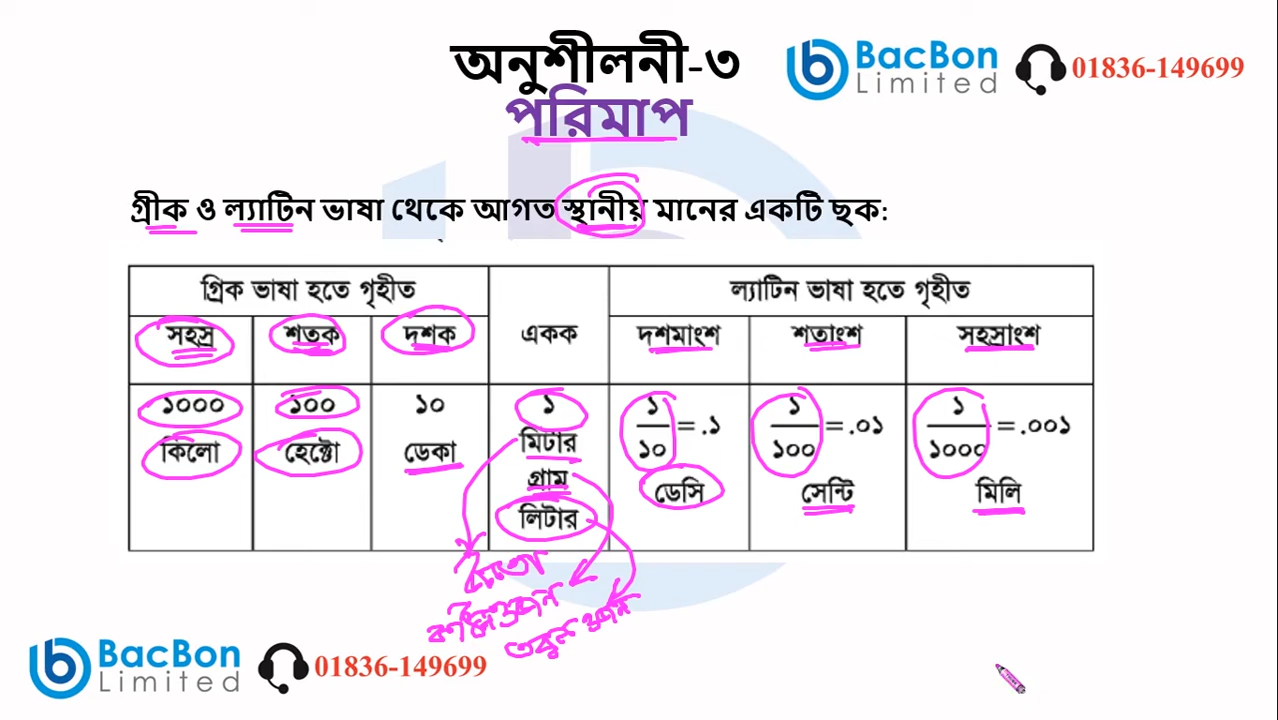 অনুশীলনী-৩
BacBon
Limited
01836-149699
পরিমাপ
গ্রীক ও ল্যাটিন ভাষা থেকে আগত স্থানীয় মানের একটি ছক:
গ্রিক ভাষা হতে গৃহীত একক ল্যাটিন ভাষা হতে গৃহীত
সহস্র শতক দশক দশমাংশ শতাংশ সহস্রাংশ
১০০০ ১০০ ১০ ১ ১/১০ = .১ ১/১০০ = .০১ ১/১০০০ = .০০১
কিলো হেক্টো ডেকা মিটার
গ্রাম ডেসি সেন্টি মিলি
লিটার
BacBon
Limited
01836-149699